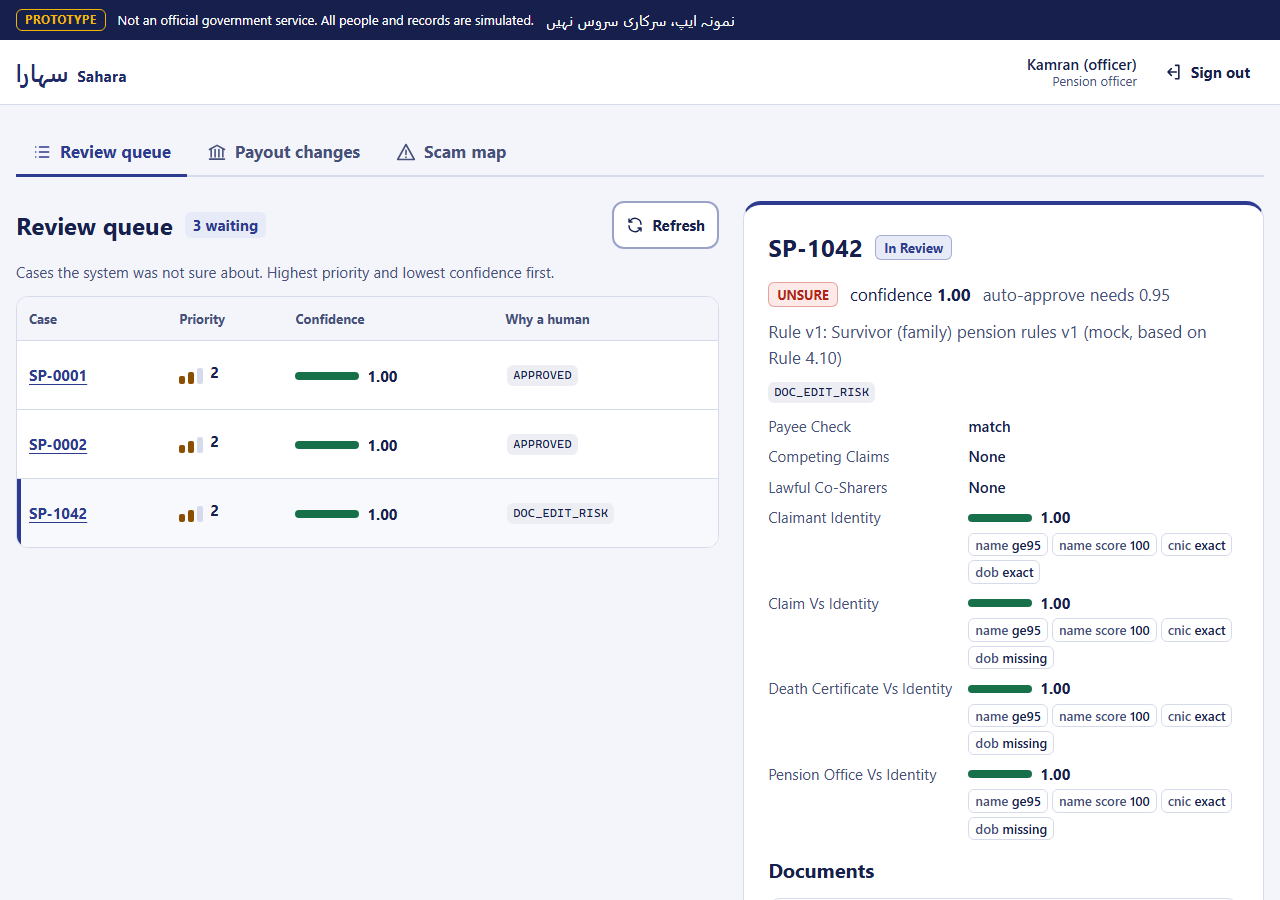 PROTOTYPE Not an official government service. All people and records are simulated. نمونہ ایپ، سرکاری سروس نہیں
سہارا Sahara
Kamran (officer)
Pension officer
Sign out
Review queue Payout changes Scam map
Review queue 3 waiting
Refresh
Cases the system was not sure about. Highest priority and lowest confidence first.
Case Priority Confidence Why a human
SP-0001 2 1.00 APPROVED
SP-0002 2 1.00 APPROVED
SP-1042 2 1.00 DOC_EDIT_RISK
SP-1042 In Review
UNSURE confidence 1.00 auto-approve needs 0.95
Rule v1: Survivor (family) pension rules v1 (mock, based on
Rule 4.10)
DOC_EDIT_RISK
Payee Check match
Competing Claims None
Lawful Co-Sharers None
Claimant Identity 1.00
name ge95 name score 100 cnic exact
dob exact
Claim Vs Identity 1.00
name ge95 name score 100 cnic exact
dob missing
Death Certificate Vs Identity 1.00
name ge95 name score 100 cnic exact
dob missing
Pension Office Vs Identity 1.00
name ge95 name score 100 cnic exact
dob missing
Documents